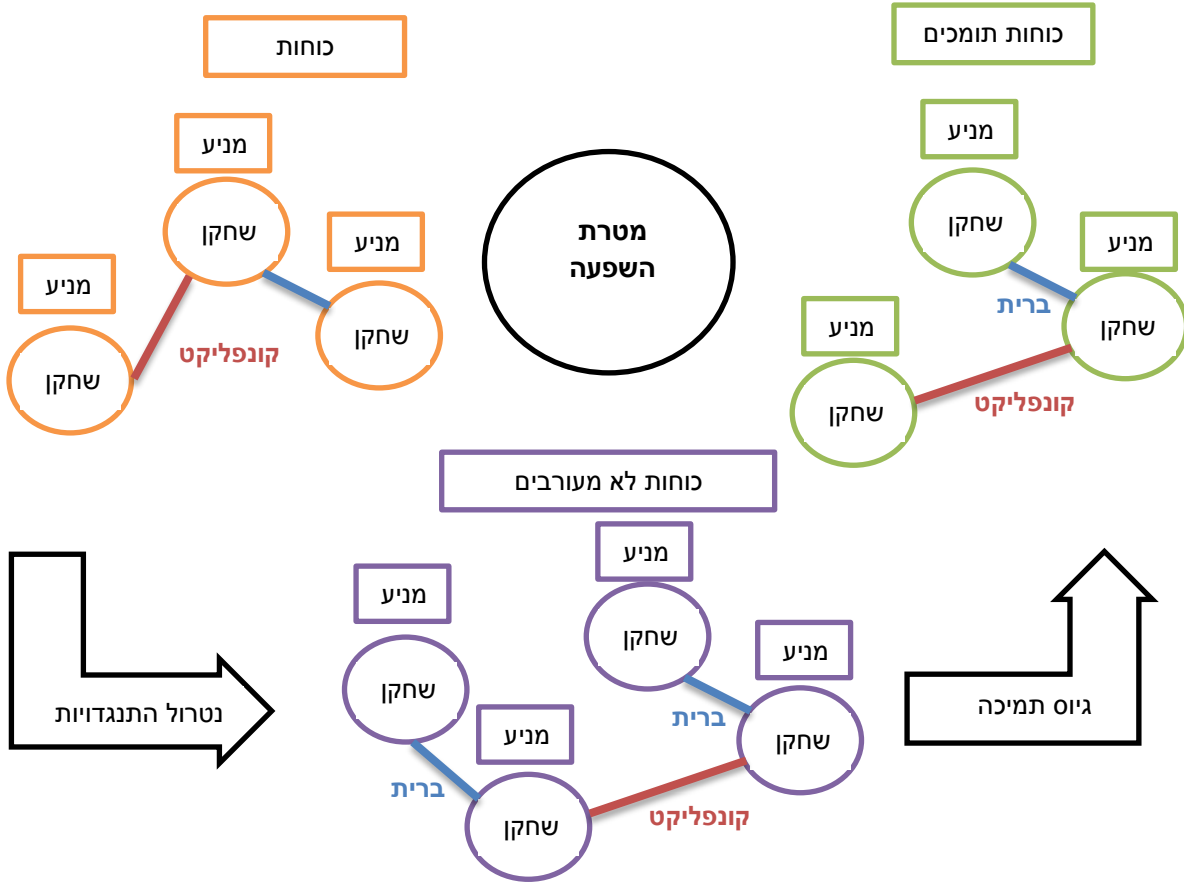 כוחות תומכים
כוחות
מניע
שחקן
מניע
שחקן
ברית
מניע
שחקן
קונפליקט
מטרת
השפעה
מניע
שחקן
מניע
שחקן
מניע
שחקן
קונפליקט
כוחות לא מעורבים
מניע
שחקן
מניע
שחקן
ברית
מניע
שחקן
מניע
שחקן
ברית
קונפליקט
גיוס תמיכה
נטרול התנגדויות